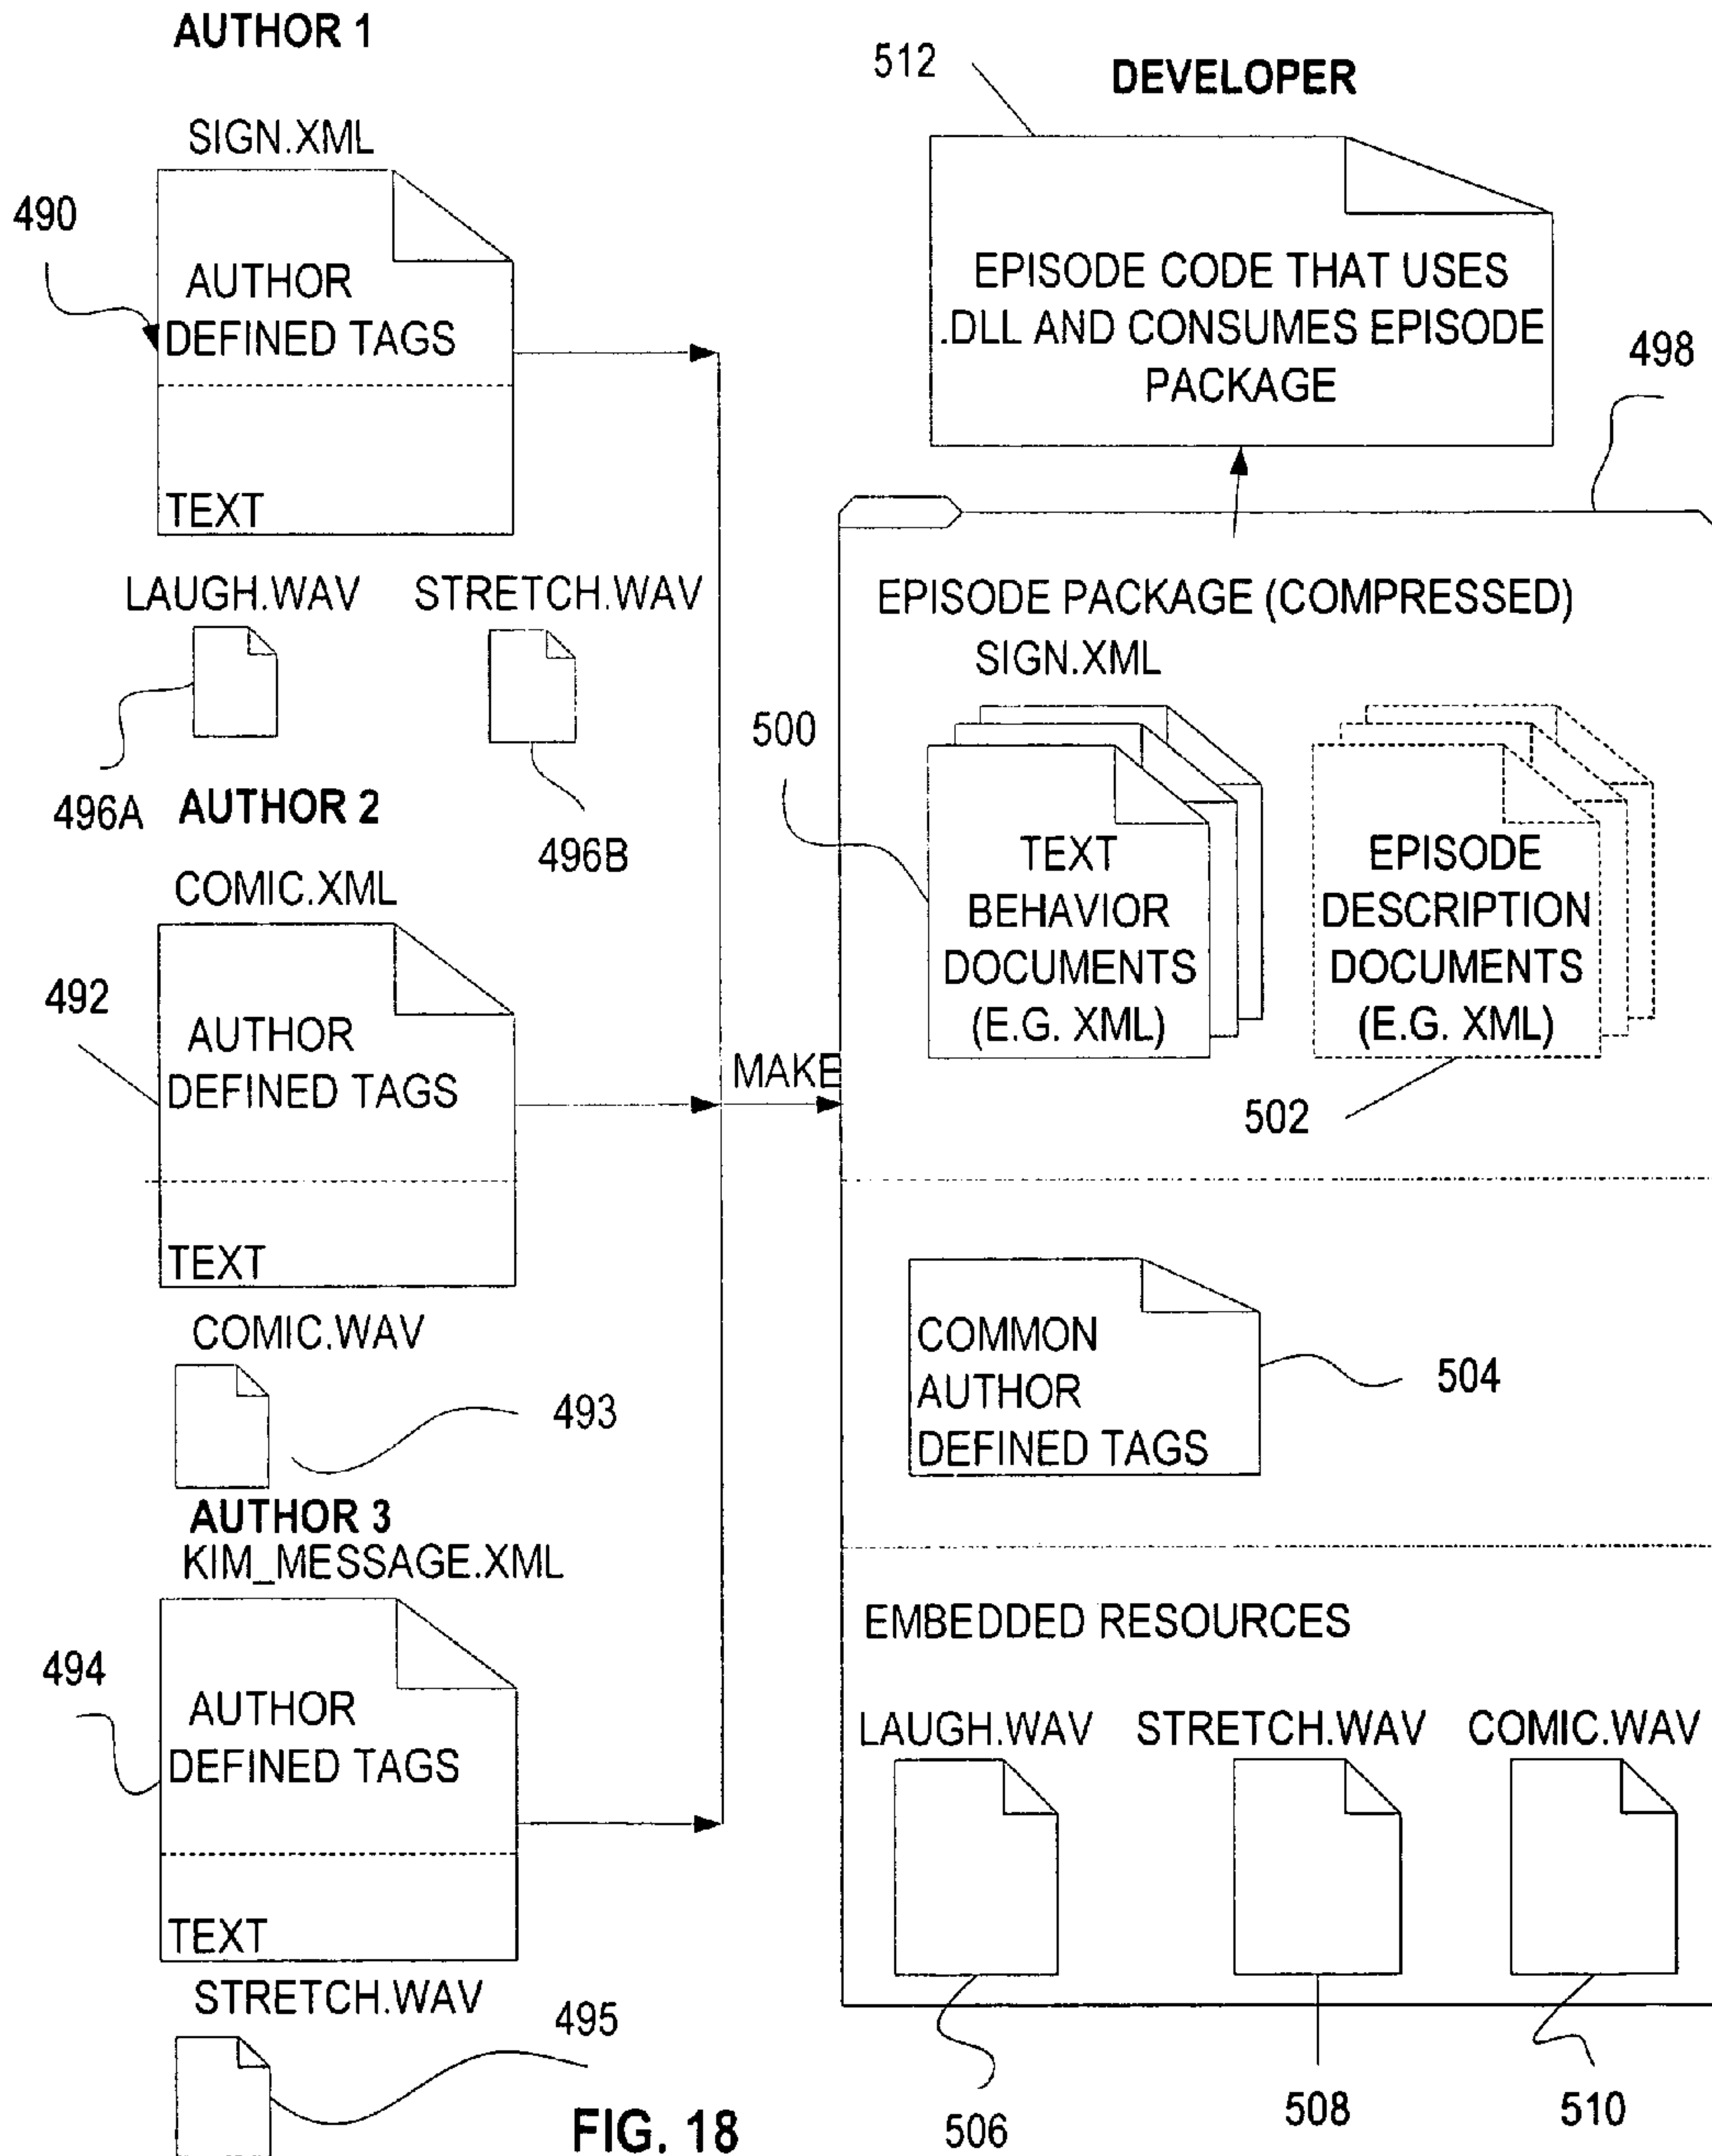 AUTHOR 1
SIGN.XML
490
AUTHOR
DEFINED TAGS
TEXT
LAUGH.WAV
STRETCH.WAV
496A
496B
AUTHOR 2
COMIC.XML
492
AUTHOR
DEFINED TAGS
TEXT
COMIC.WAV
493
AUTHOR 3
KIM_MESSAGE.XML
494
AUTHOR
DEFINED TAGS
TEXT
STRETCH.WAV
495
MAKE
512
DEVELOPER
EPISODE CODE THAT USES
.DLL AND CONSUMES EPISODE
PACKAGE
498
EPISODE PACKAGE (COMPRESSED)
SIGN.XML
500
TEXT
BEHAVIOR
DOCUMENTS
(E.G. XML)
EPISODE
DESCRIPTION
DOCUMENTS
(E.G. XML)
502
COMMON
AUTHOR
DEFINED TAGS
504
EMBEDDED RESOURCES
LAUGH.WAV
STRETCH.WAV
COMIC.WAV
506
508
510
FIG. 18